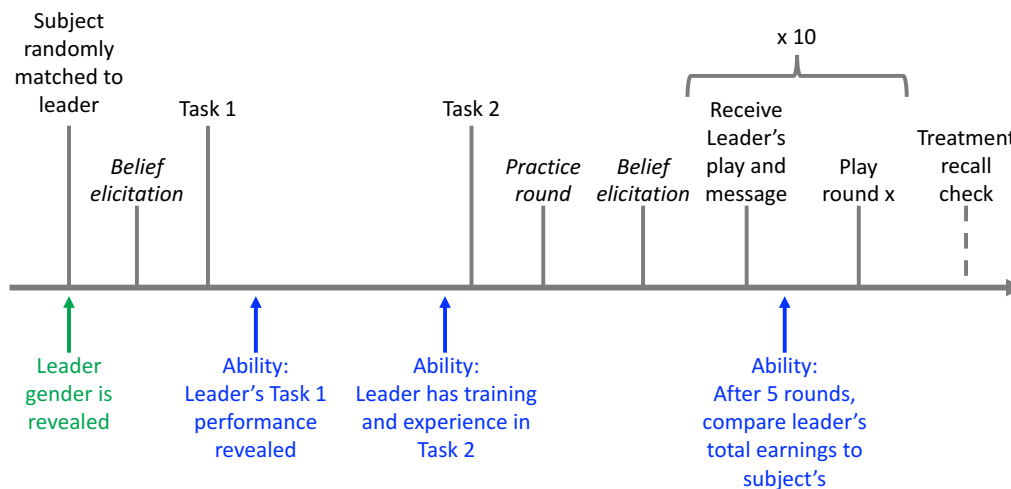 Subject
randomly
matched to
leader
Belief
elicitation
Task 1
Task 2
Practice
round
Belief
elicitation
x 10
Receive
Leader's
play and
message
Play
round x
Treatment
recall
check
Leader
gender is
revealed
Ability:
Leader's Task 1
performance
revealed
Ability:
Leader has training
and experience in
Task 2
Ability:
After 5 rounds,
compare leader's
total earnings to
subject's